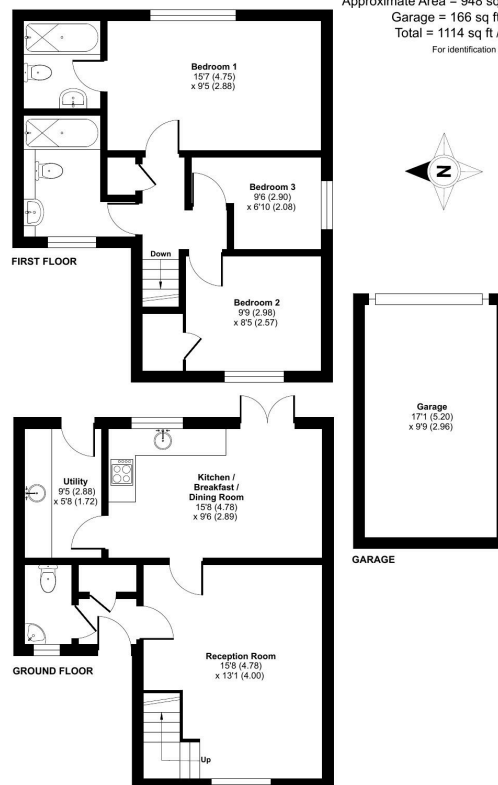 Approximate Area = 948 sq
Garage = 166 sq ft
Total = 1114 sq ft /
For identification
Bedroom 1
15'7 (4.75)
x 9'5 (2.88)
N
Bedroom 3
9'6 (2.90)
x 6'10 (2.08)
Down
FIRST FLOOR
Bedroom 2
9'9 (2.98)
x 8'5 (2.57)
Garage
17'1 (5.20)
x 9'9 (2.96)
GARAGE
Utility
9'5 (2.88)
x 5'8 (1.72)
Kitchen /
Breakfast /
Dining Room
15'8 (4.78)
x 9'6 (2.89)
GROUND FLOOR
Reception Room
15'8 (4.78)
x 13'1 (4.00)
Up